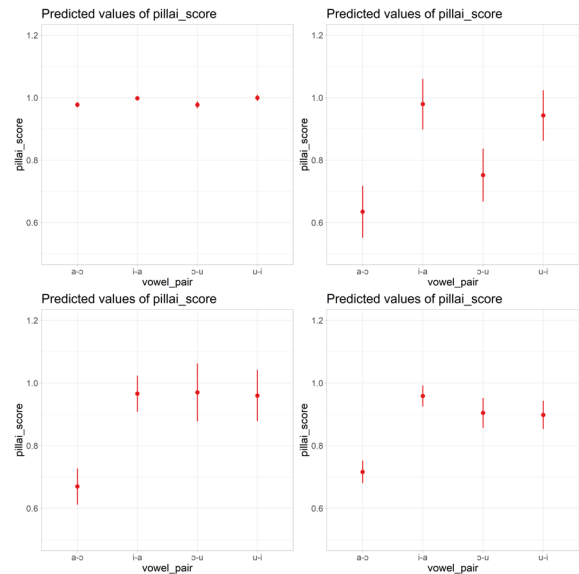 Predicted values of pillai_score
1.2
1.0
0.8
0.6
pillai_score
a-ɔ
i-a
ɔ-u
u-i
vowel_pair
Predicted values of pillai_score
1.2
1.0
0.8
0.6
pillai_score
a-ɔ
i-a
ɔ-u
u-i
vowel_pair
Predicted values of pillai_score
1.2
1.0
0.8
0.6
pillai_score
a-ɔ
i-a
ɔ-u
u-i
vowel_pair
Predicted values of pillai_score
1.2
1.0
0.8
0.6
pillai_score
a-ɔ
i-a
ɔ-u
u-i
vowel_pair